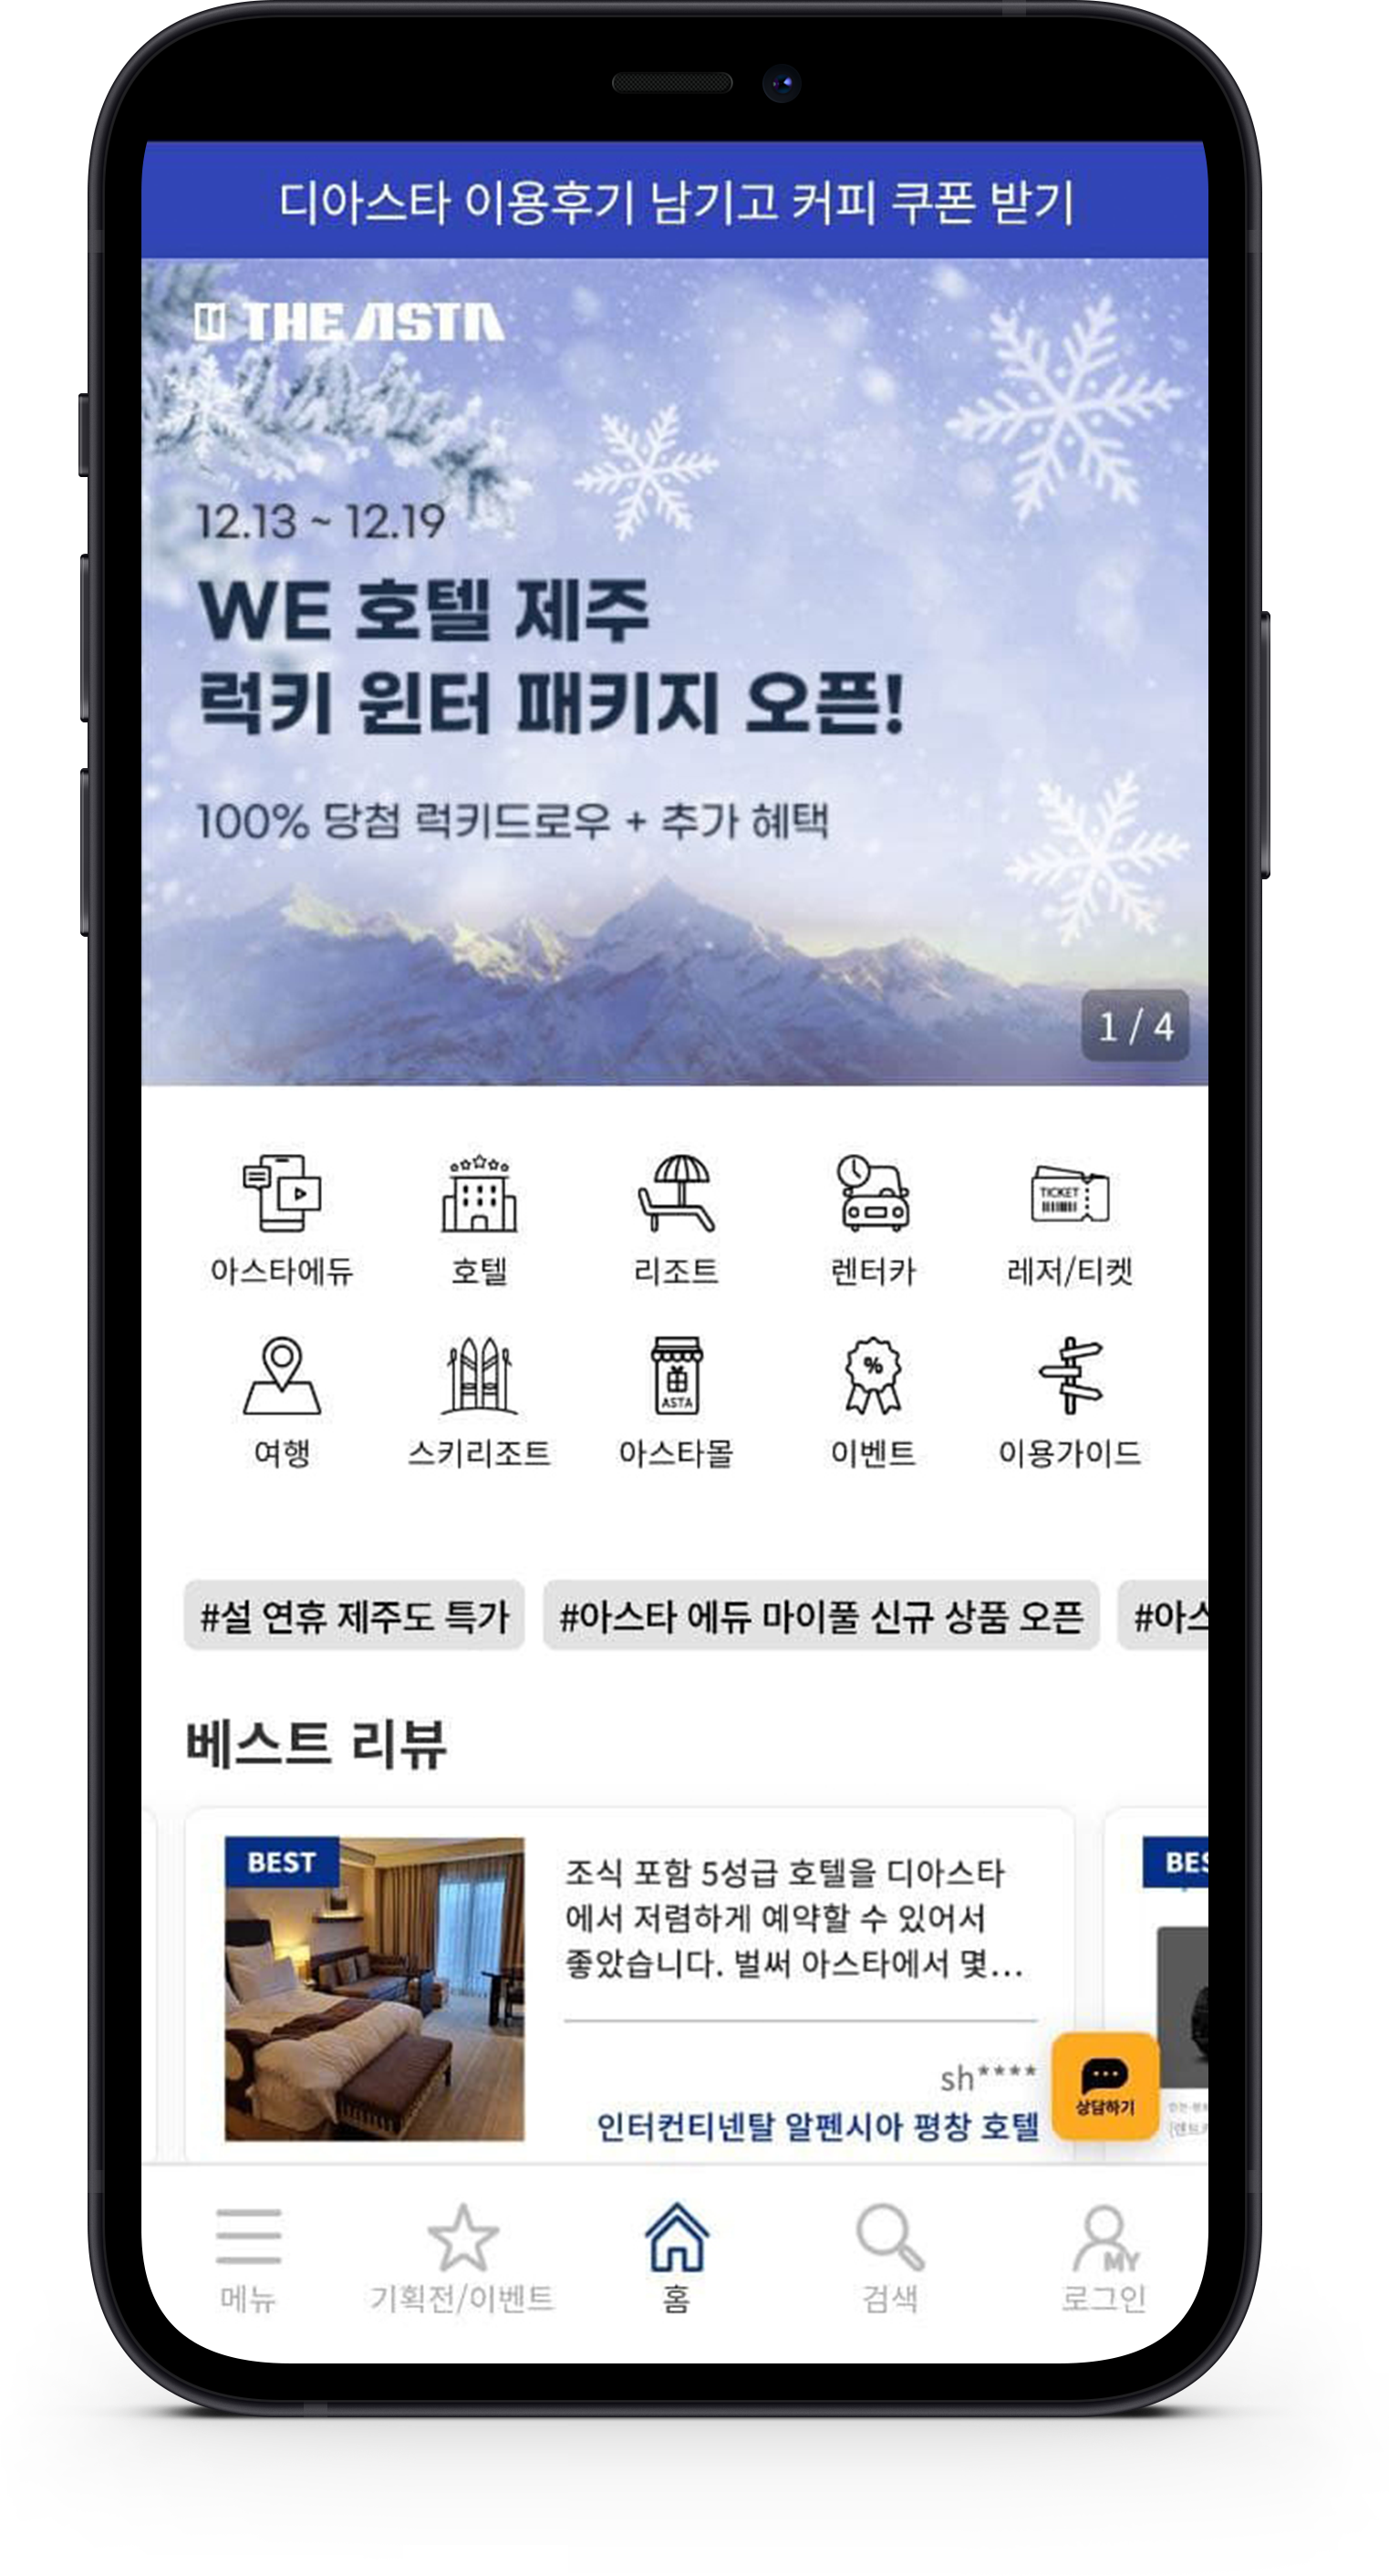 디아스타 이용후기 남기고 커피 쿠폰 받기
THE ASTA
12.13 ~ 12.19
WE 호텔 제주
럭키 윈터 패키지 오픈!
100% 당첨 럭키드로우 + 추가 혜택
1 / 4
TICKET
아스타에듀 호텔 리조트 렌터카 레저/티켓
%
ASTA
여행 스키리조트 아스타몰 이벤트 이용가이드
#설 연휴 제주도 특가 #아스타 에듀 마이풀 신규 상품 오픈 #아스
베스트 리뷰
BEST
조식 포함 5성급 호텔을 디아스타
에서 저렴하게 예약할 수 있어서
좋았습니다. 벌써 아스타에서 몇...
sh****
인터컨티넨탈 알펜시아 평창 호텔
BES
상담하기
MY
메뉴 기획전/이벤트 홈 검색 로그인